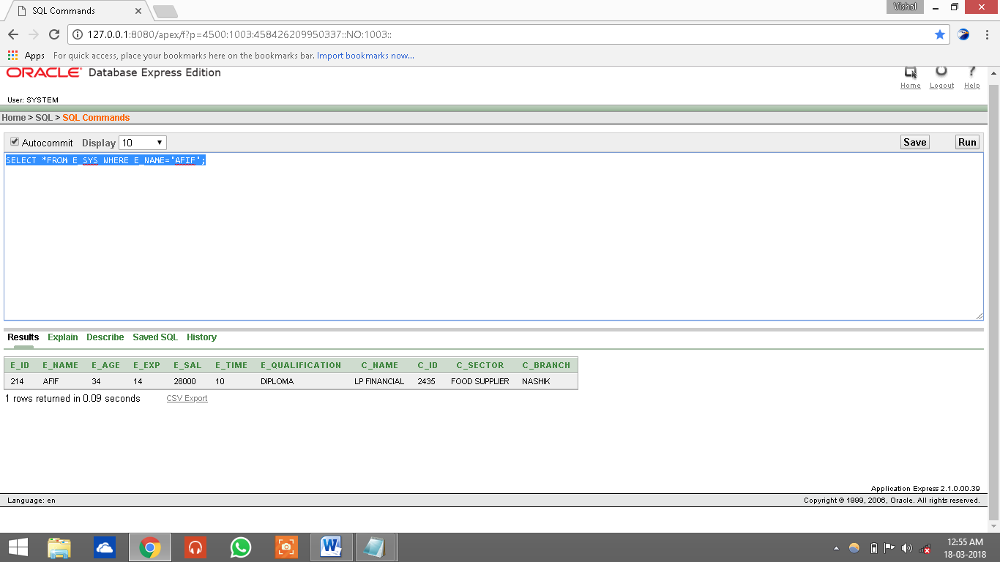 SQL Commands
Vishal
127.0.0.1:8080/apex/f?p=4500:1003:458426209950337::NO:1003::
Apps For quick access, place your bookmarks here on the bookmarks bar. Import bookmarks now...
ORACLE® Database Express Edition
Home Logout Help
User: SYSTEM
Home > SQL > SQL Commands
Autocommit Display 10 Save Run
SELECT *FROM E_SYS WHERE E_NAME='AFIF';
Results Explain Describe Saved SQL History
E_ID E_NAME E_AGE E_EXP E_SAL E_TIME E_QUALIFICATION C_NAME C_ID C_SECTOR C_BRANCH
214 AFIF 34 14 28000 10 DIPLOMA LP FINANCIAL 2435 FOOD SUPPLIER NASHIK
1 rows returned in 0.09 seconds CSV Export
Application Express 2.1.0.00.39
Language: en Copyright © 1999, 2006, Oracle. All rights reserved.
12:55 AM
18-03-2018